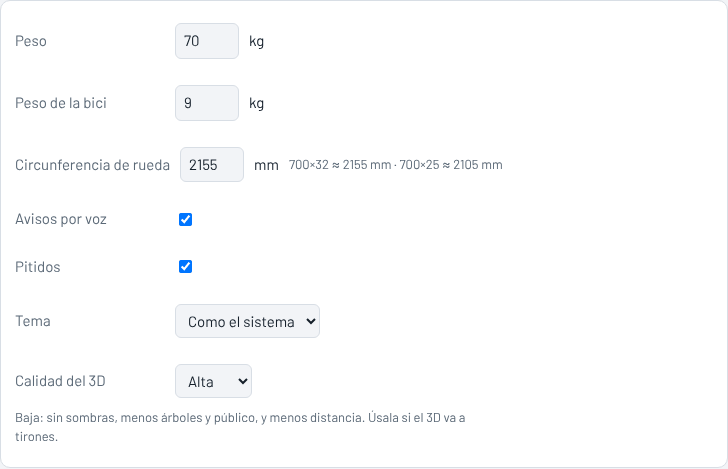 Peso 70 kg
Peso de la bici 9 kg
Circunferencia de rueda 2155 mm 700×32 ≈ 2155 mm · 700×25 ≈ 2105 mm
Avisos por voz
Pitidos
Tema Como el sistema
Calidad del 3D Alta
Baja: sin sombras, menos árboles y público, y menos distancia. Úsala si el 3D va a
tirones.